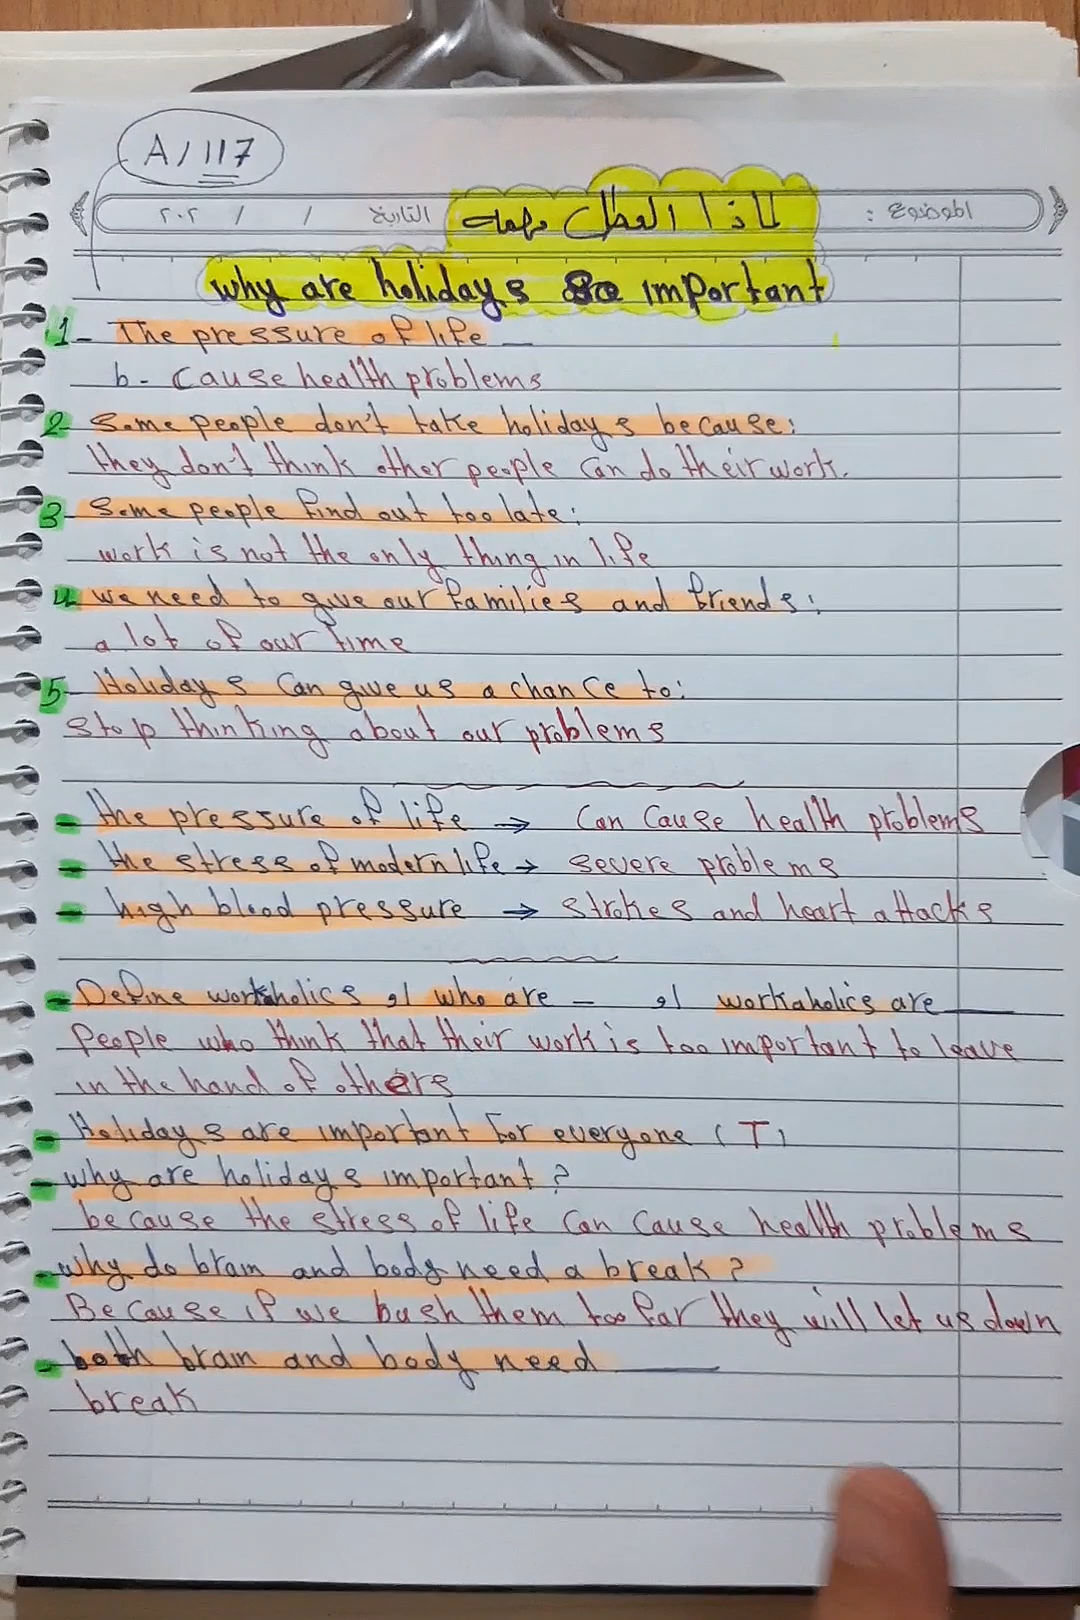 A / 117
الموضوع : لماذا العطل مهمه التاريخ / / ٢٠٢
why are holidays so important
1- The pressure of life
b- cause health problems
2- Some people don't take holidays because:
they don't think other people can do their work.
3- Some people find out too late:
work is not the only thing in life
4- we need to give our families and friends:
a lot of our time
5- Holidays can give us a chance to:
stop thinking about our problems
- the pressure of life → can cause health problems
- the stress of modern life → severe problems
- high blood pressure → strokes and heart attacks
- Define workaholics او who are - او workaholics are ____
people who think that their work is too important to leave
in the hand of others
- Holidays are important for everyone (T)
- why are holidays important?
because the stress of life can cause health problems
- why do brain and body need a break?
Because if we bush them too far they will let us down
- both brain and body need ____
break